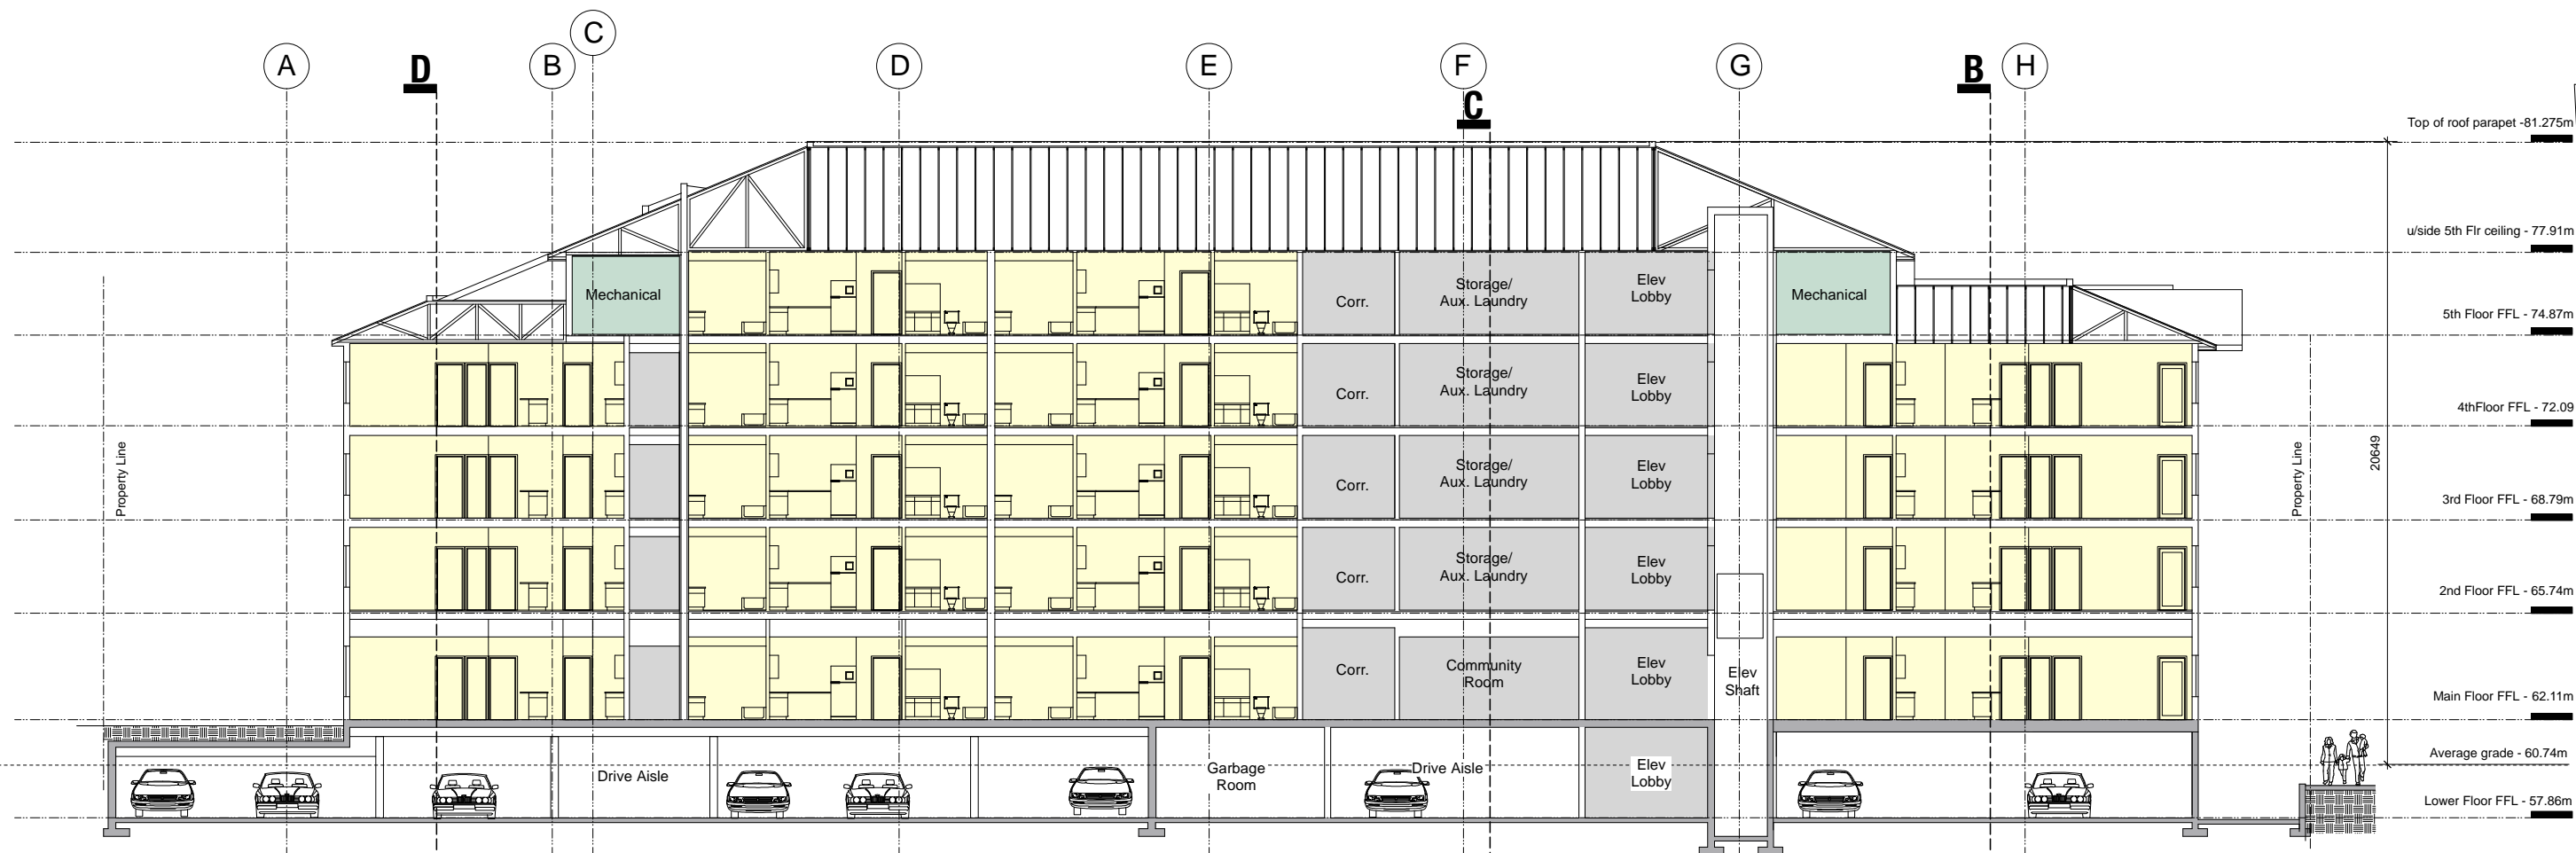 A
D
B
C
D
E
F
C
G
B
H
Top of roof parapet -81.275m
u/side 5th Flr ceiling - 77.91m
Mechanical
Corr.
Storage/
Aux. Laundry
Elev
Lobby
Mechanical
5th Floor FFL - 74.87m
Corr.
Storage/
Aux. Laundry
Elev
Lobby
4thFloor FFL - 72.09
Property Line
Corr.
Storage/
Aux. Laundry
Elev
Lobby
Property Line
20649
3rd Floor FFL - 68.79m
Corr.
Storage/
Aux. Laundry
Elev
Lobby
2nd Floor FFL - 65.74m
Corr.
Community
Room
Elev
Lobby
Elev
Shaft
Main Floor FFL - 62.11m
Drive Aisle
Garbage
Room
Drive Aisle
Elev
Lobby
Average grade - 60.74m
Lower Floor FFL - 57.86m